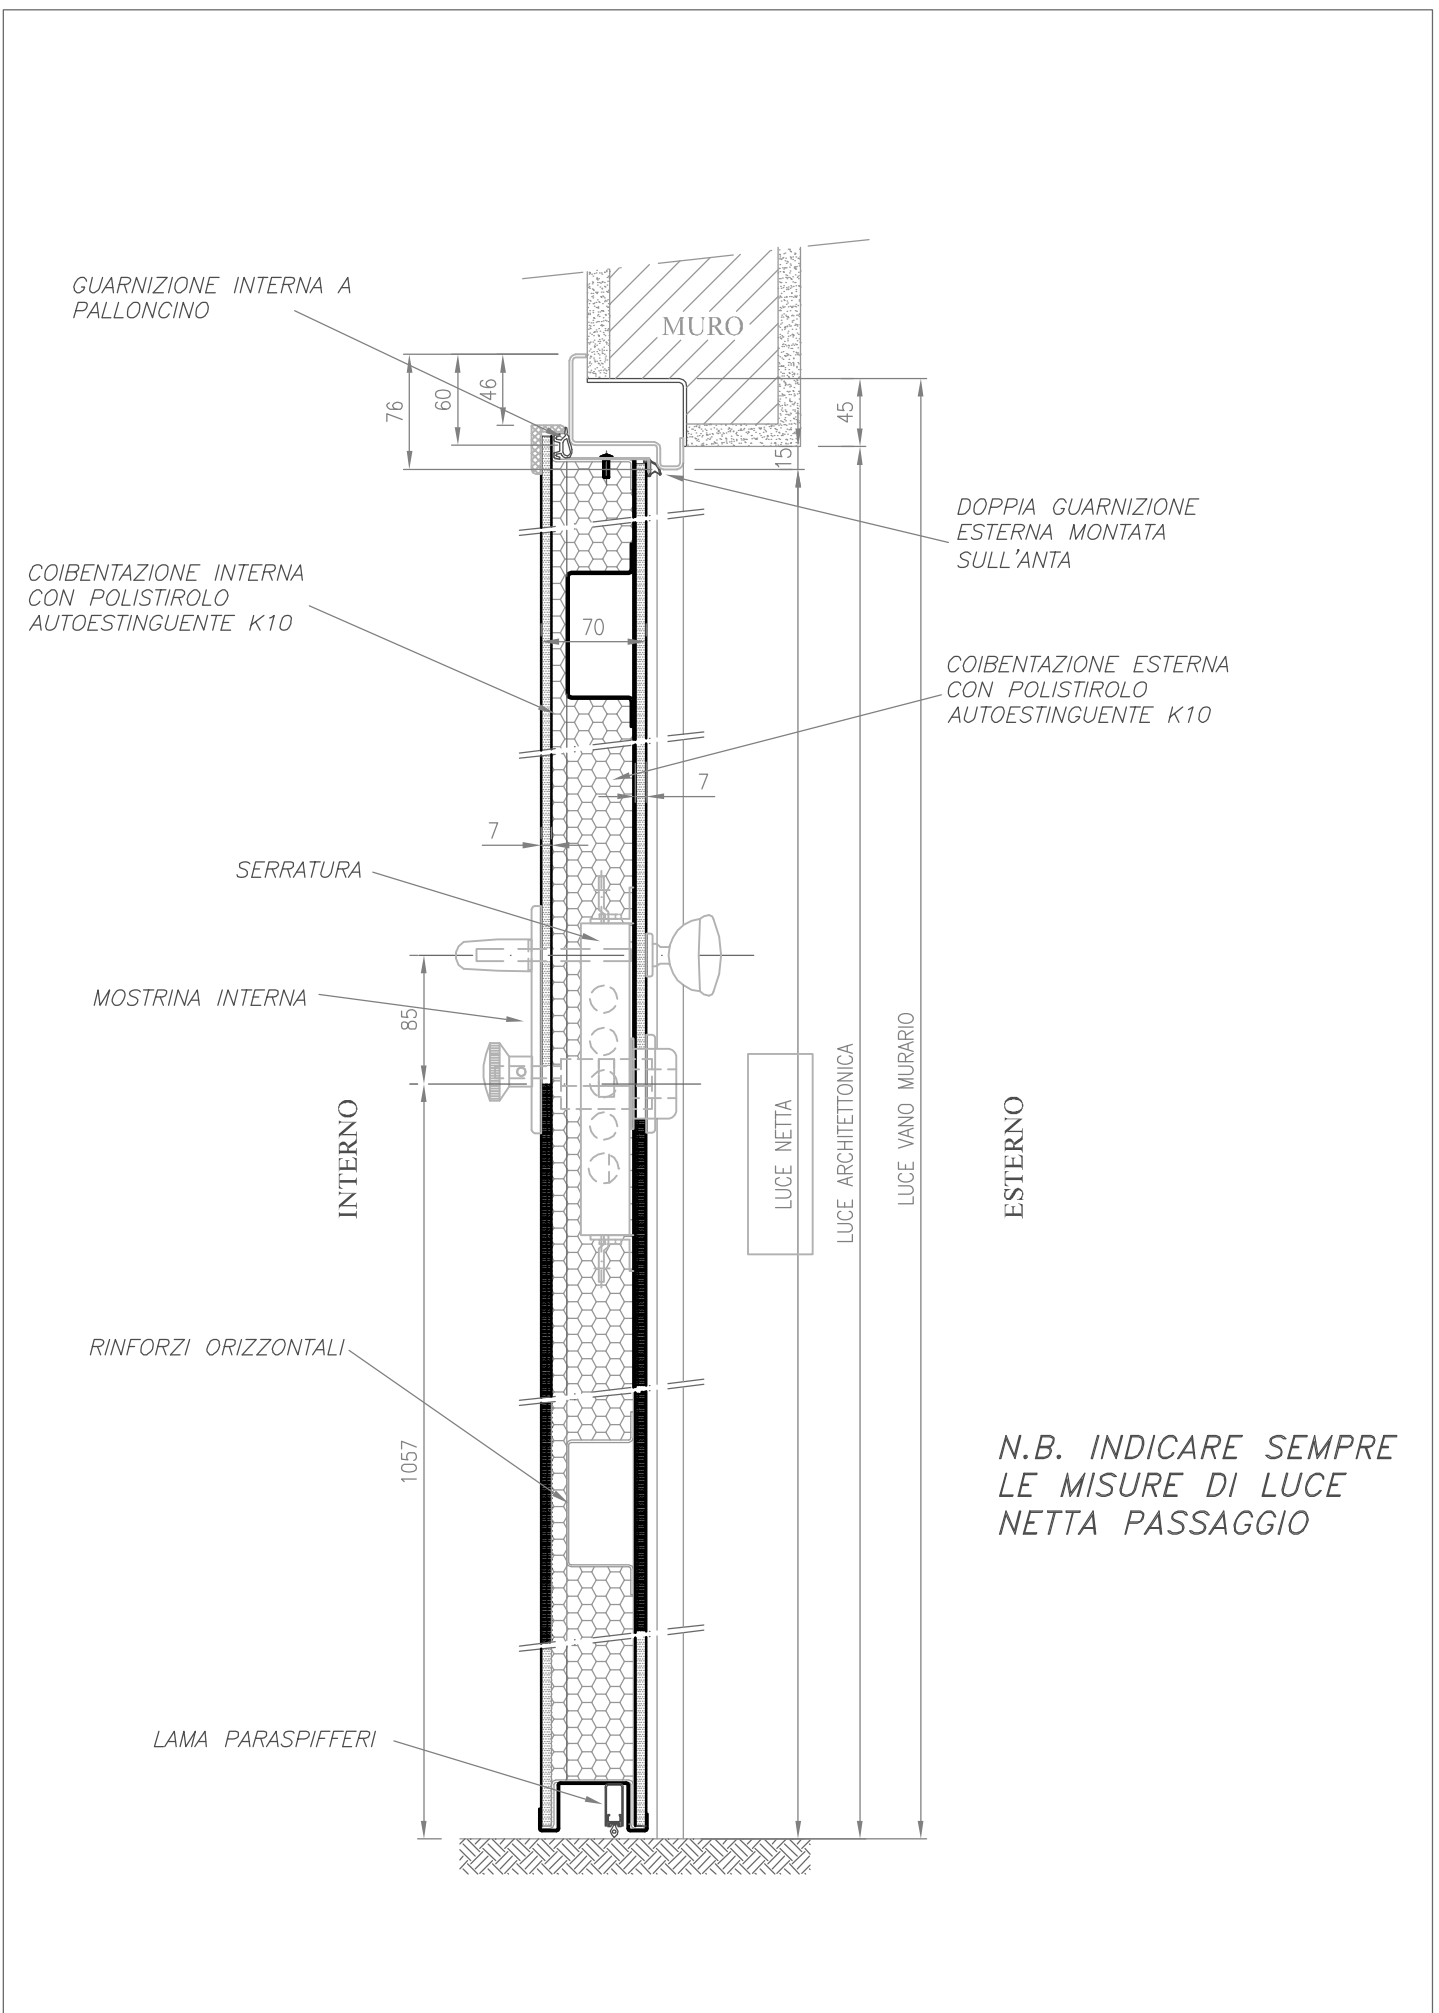 GUARNIZIONE INTERNA A
PALLONCINO
MURO
76
60
46
45
15
DOPPIA GUARNIZIONE
ESTERNA MONTATA
SULL'ANTA
COIBENTAZIONE INTERNA
CON POLISTIROLO
AUTOESTINGUENTE K10
70
COIBENTAZIONE ESTERNA
CON POLISTIROLO
AUTOESTINGUENTE K10
7
7
SERRATURA
MOSTRINA INTERNA
85
INTERNO
LUCE NETTA
LUCE ARCHITETTONICA
LUCE VANO MURARIO
ESTERNO
RINFORZI ORIZZONTALI
1057
N.B. INDICARE SEMPRE
LE MISURE DI LUCE
NETTA PASSAGGIO
LAMA PARASPIFFERI